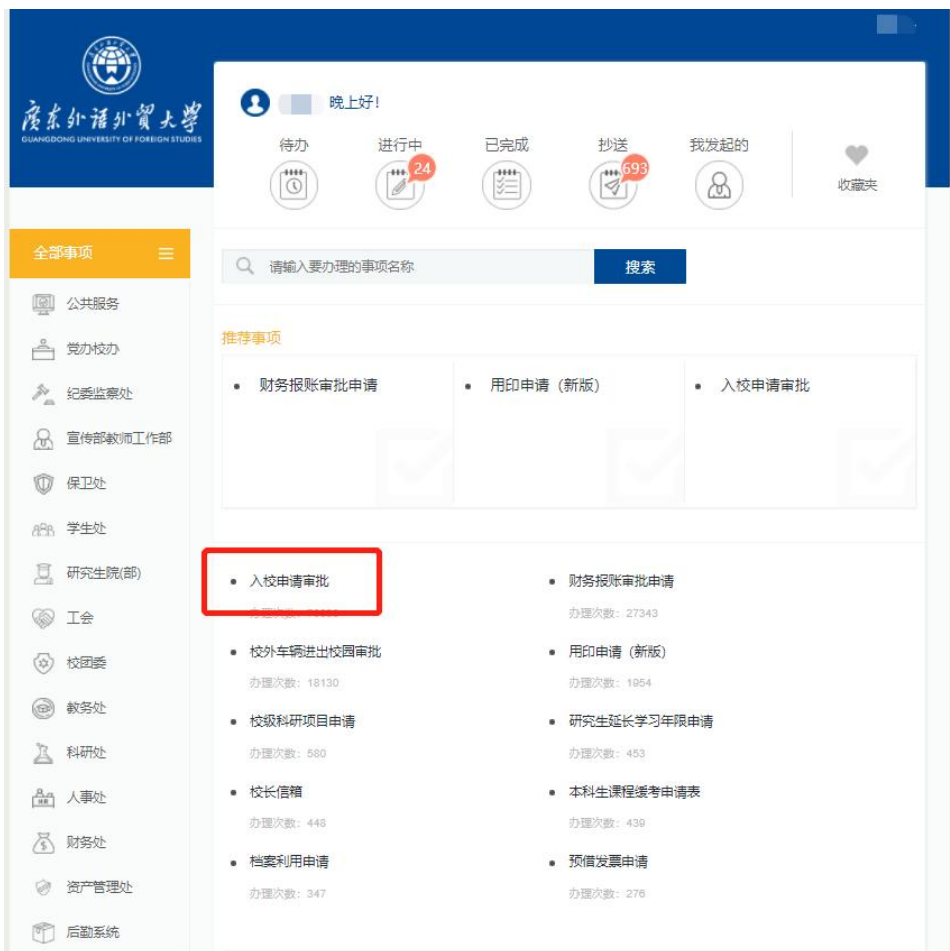 廣东外语外贸大學
GUANGDONG UNIVERSITY OF FOREIGN STUDIES
晚上好!
待办
进行中
24
已完成
抄送
693
我发起的
收藏夹
全部事项
请输入要办理的事项名称
搜索
公共服务
党办校办
纪委监察处
宣传部教师工作部
保卫处
学生处
研究生院(部)
工会
校团委
教务处
科研处
人事处
HR
财务处
资产管理处
后勤系统
推荐事项
财务报账审批申请
用印申请（新版）
入校申请审批
入校申请审批
财务报账审批申请
办理次数：27343
校外车辆进出校园审批
办理次数：18130
用印申请（新版）
办理次数：1954
校级科研项目申请
办理次数：580
研究生延长学习年限申请
办理次数：453
校长信箱
办理次数：448
本科生课程缓考申请表
办理次数：439
档案利用申请
办理次数：347
预借发票申请
办理次数：276